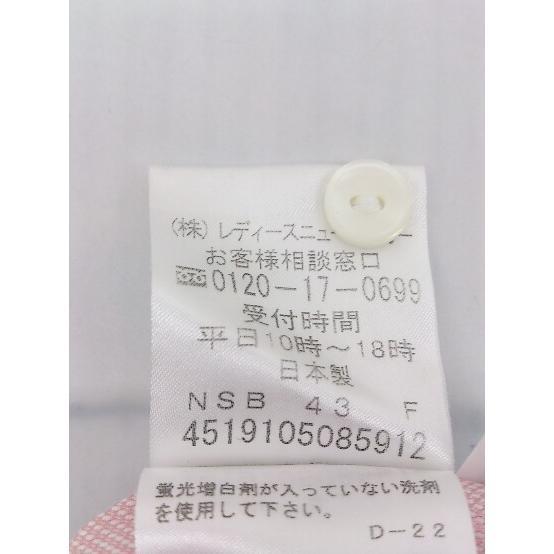 (株)レディースニュー
お客様相談窓口
0120-17-0699
受付時間
平日10時～18時
日本製
NSB 43 F
4519105085912
蛍光増白剤が入っていない洗剤
を使用して下さい。
D-22